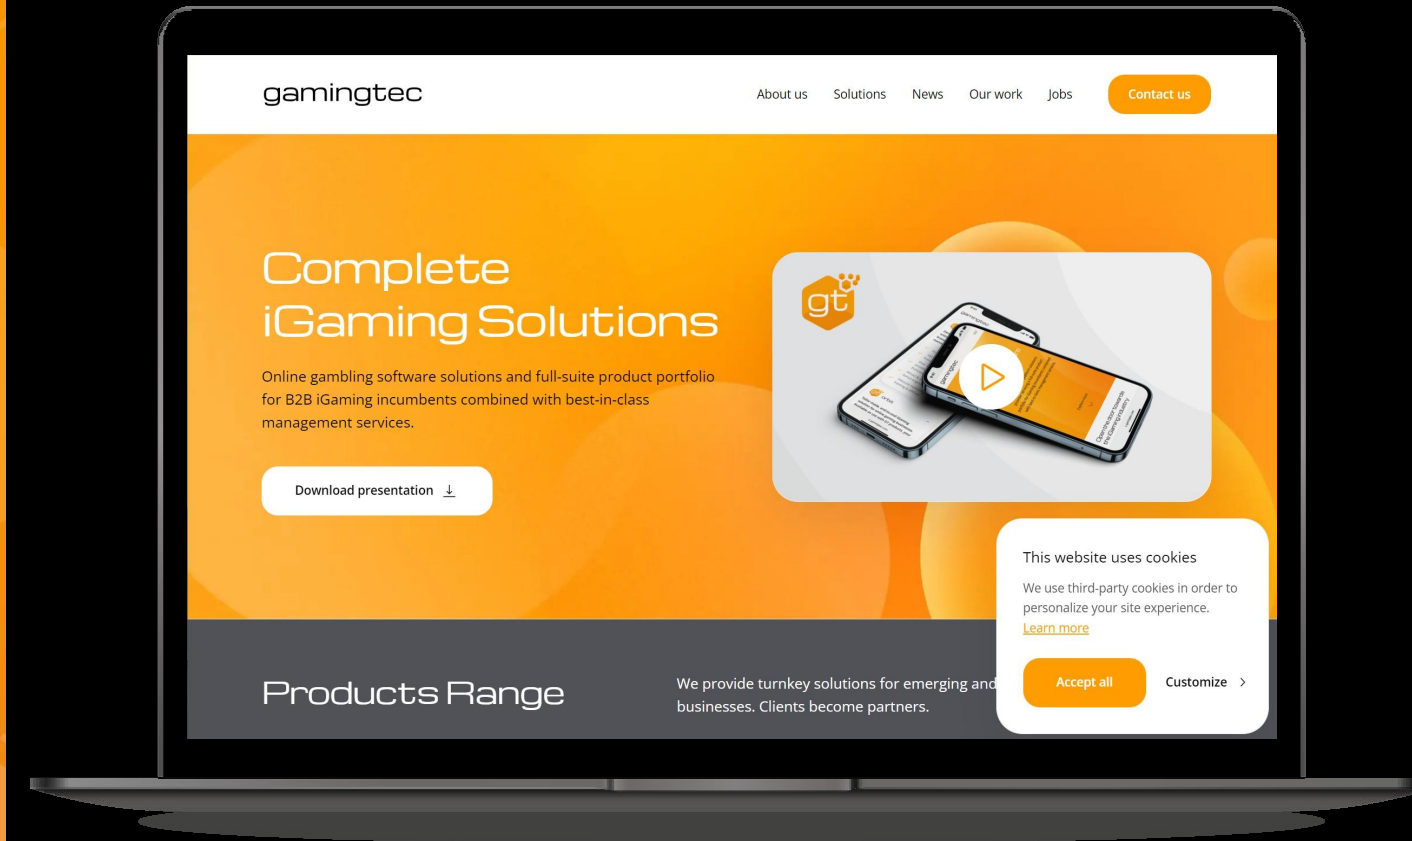 gamingtec
About us Solutions News Our work Jobs Contact us
Complete
iGaming Solutions
Online gambling software solutions and full-suite product portfolio
for B2B iGaming incumbents combined with best-in-class
management services.
Download presentation
gt
This website uses cookies
We use third-party cookies in order to
personalize your site experience.
Learn more
Accept all Customize
Products Range
We provide turnkey solutions for emerging and
businesses. Clients become partners.